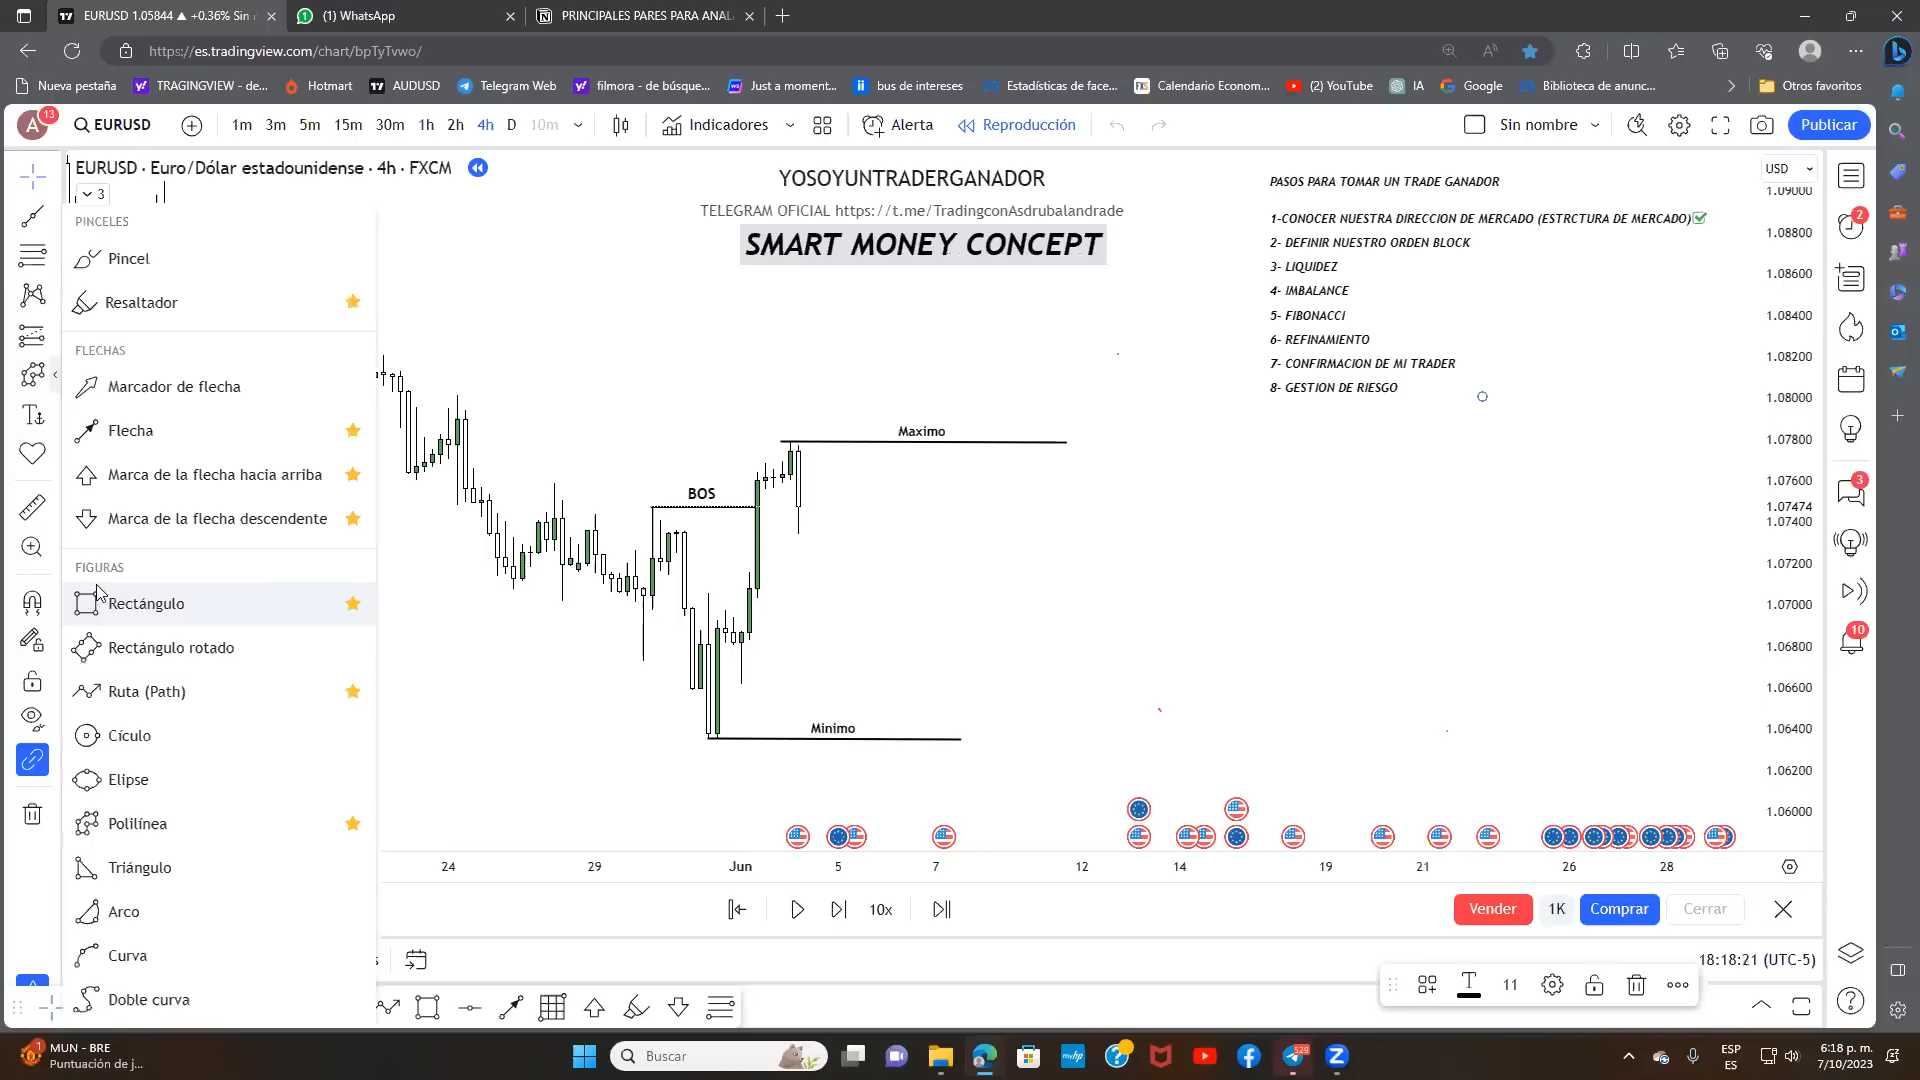 EURUSD 1.05844 ▲ +0.36% Sin
(1) WhatsApp
PRINCIPALES PARES PARA ANAL
https://es.tradingview.com/chart/bpTyTvwo/
Nueva pestaña
TRAGINGVIEW - de...
Hotmart
AUDUSD
Telegram Web
filmora - de búsque...
Just a moment...
bus de intereses
Estadísticas de face...
Calendario Econom...
(2) YouTube
IA
Google
Biblioteca de anunc...
Otros favoritos
A
13
EURUSD
1m 3m 5m 15m 30m 1h 2h 4h D 10m
Indicadores
Alerta
Reproducción
Sin nombre
Publicar
EURUSD · Euro/Dólar estadounidense · 4h · FXCM
3
YOSOYUNTRADERGANADOR
TELEGRAM OFICIAL https://t.me/TradingconAsdrubalandrade
SMART MONEY CONCEPT
PASOS PARA TOMAR UN TRADE GANADOR
1-CONOCER NUESTRA DIRECCION DE MERCADO (ESTRCTURA DE MERCADO)✅
2- DEFINIR NUESTRO ORDEN BLOCK
3- LIQUIDEZ
4- IMBALANCE
5- FIBONACCI
6- REFINAMIENTO
7- CONFIRMACION DE MI TRADER
8- GESTION DE RIESGO
USD
1.09000
1.08800
1.08600
1.08400
1.08200
1.08000
1.07800
1.07600
1.07474
1.07400
1.07200
1.07000
1.06800
1.06600
1.06400
1.06200
1.06000
2
3
10
PINCELES
Pincel
Resaltador
FLECHAS
Marcador de flecha
Flecha
Marca de la flecha hacia arriba
Marca de la flecha descendente
FIGURAS
Rectángulo
Rectángulo rotado
Ruta (Path)
Cículo
Elipse
Polilínea
Triángulo
Arco
Curva
Doble curva
Maximo
BOS
Minimo
24 29 Jun 5 7 12 14 19 21 26 28
10x
Vender
1K
Comprar
Cerrar
18:18:21 (UTC-5)
11
1
MUN - BRE
Puntuación de j...
Buscar
529
ESP
ES
6:18 p. m.
7/10/2023